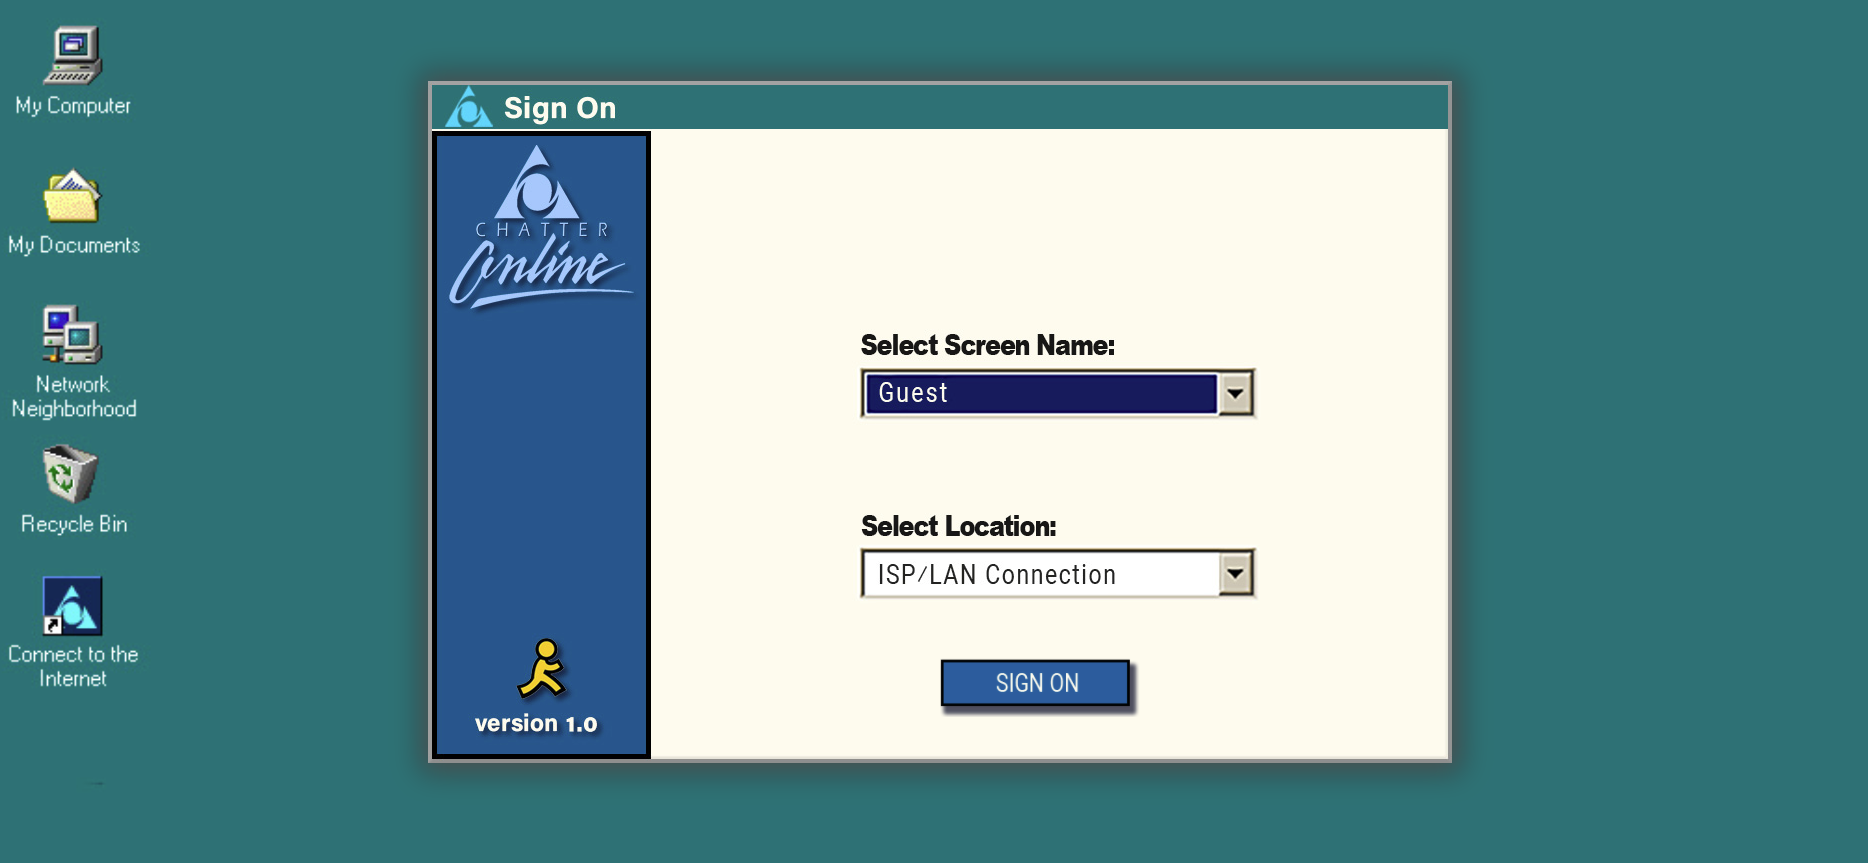 My Computer
My Documents
Network
Neighborhood
Recycle Bin
Connect to the
Internet
Sign On
CHATTER
Online
version 1.0
Select Screen Name:
Guest
Select Location:
ISP/LAN Connection
SIGN ON